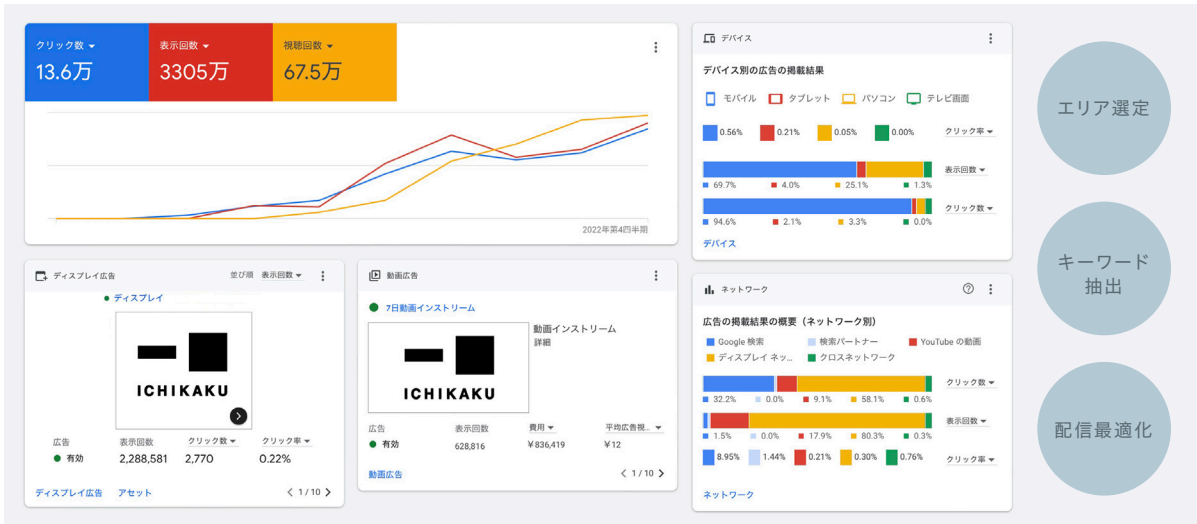 クリック数
表示回数
視聴回数
13.6万
3305万
67.5万
2022年第4四半期
デバイス
デバイス別の広告の掲載結果
モバイル
タブレット
パソコン
テレビ画面
0.56%
0.21%
0.05%
0.00%
クリック率
表示回数
69.7%
4.0%
25.1%
1.3%
クリック数
94.6%
2.1%
3.3%
0.0%
デバイス
エリア選定
キーワード
抽出
配信最適化
ディスプレイ広告
並び順 表示回数
ディスプレイ
ICHIKAKU
広告
表示回数
クリック数
クリック率
有効
2,288,581
2,770
0.22%
ディスプレイ広告
アセット
1 / 10
動画広告
7日動画インストリーム
ICHIKAKU
動画インストリーム
詳細
広告
表示回数
費用
平均広告視...
有効
628,816
¥836,419
¥12
動画広告
1 / 10
ネットワーク
広告の掲載結果の概要（ネットワーク別）
Google 検索
検索パートナー
YouTube の動画
ディスプレイ ネッ...
クロスネットワーク
クリック数
32.2%
0.0%
9.1%
58.1%
0.6%
表示回数
1.5%
0.0%
17.9%
80.3%
0.3%
8.95%
1.44%
0.21%
0.30%
0.76%
クリック率
ネットワーク